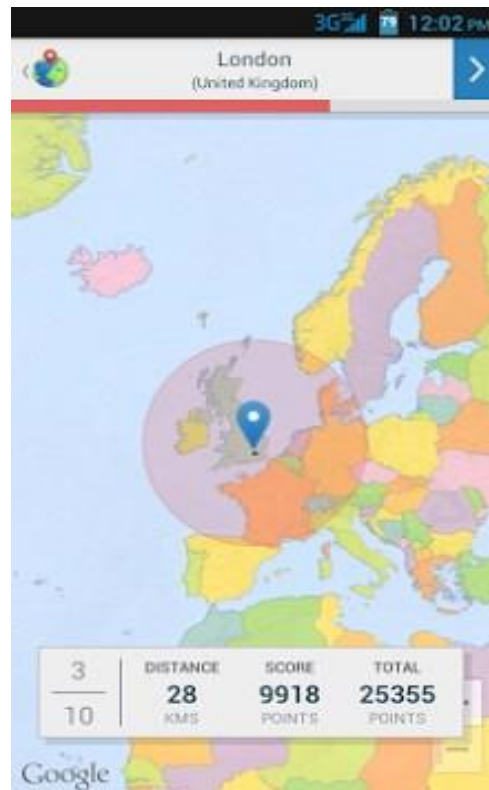 3G 79 12:02 PM
London
(United Kingdom)
3
10
DISTANCE SCORE TOTAL
28 9918 25355
KMS POINTS POINTS
Google